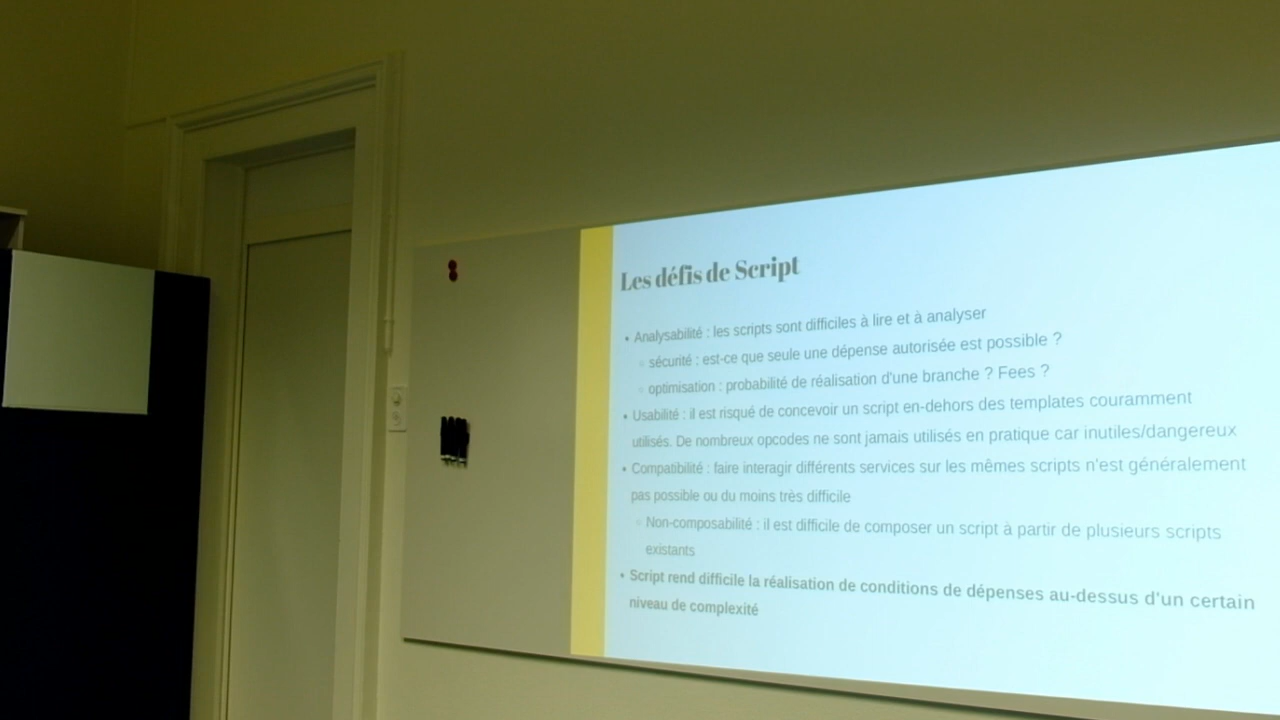 Les défis de Script
• Analysabilité : les scripts sont difficiles à lire et à analyser
◦ sécurité : est-ce que seule une dépense autorisée est possible ?
◦ optimisation : probabilité de réalisation d'une branche ? Fees ?
• Usabilité : il est risqué de concevoir un script en-dehors des templates couramment
utilisés. De nombreux opcodes ne sont jamais utilisés en pratique car inutiles/dangereux
• Compatibilité : faire interagir différents services sur les mêmes scripts n'est généralement
pas possible ou du moins très difficile
◦ Non-composabilité : il est difficile de composer un script à partir de plusieurs scripts
existants
• Script rend difficile la réalisation de conditions de dépenses au-dessus d'un certain
niveau de complexité